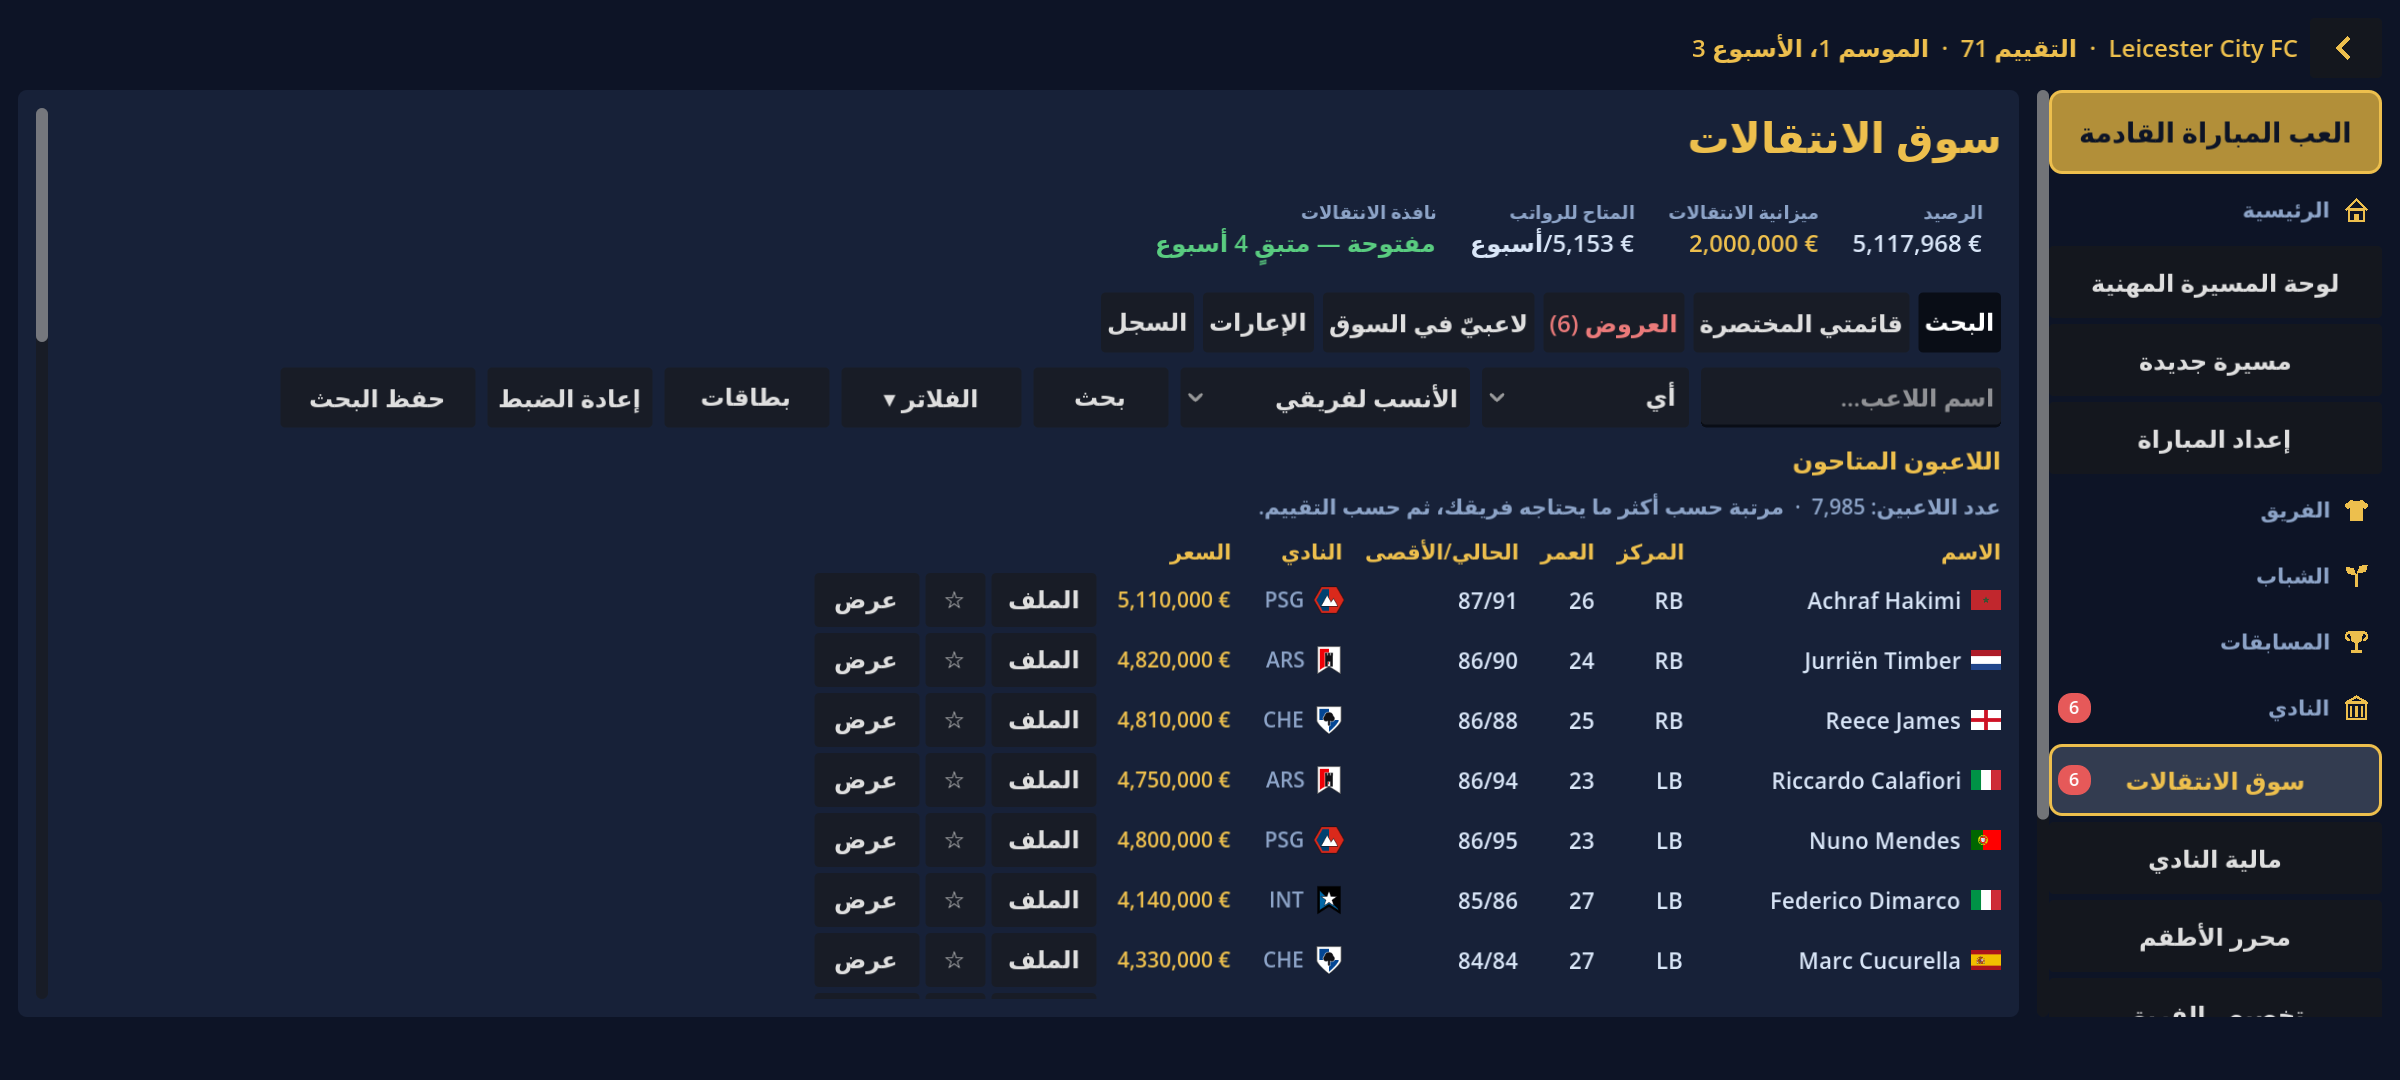 Leicester City FC · التقييم 71 · الموسم 1، الأسبوع 3
العب المباراة القادمة
الرئيسية
لوحة المسيرة المهنية
مسيرة جديدة
إعداد المباراة
الفريق
الشباب
المسابقات
النادي 6
سوق الانتقالات 6
مالية النادي
محرر الأطقم
سوق الانتقالات
الرصيد ميزانية الانتقالات المتاح للرواتب نافذة الانتقالات
5,117,968 € 2,000,000 € 5,153 €/أسبوع مفتوحة — متبقٍ 4 أسبوع
البحث قائمتي المختصرة العروض (6) لاعبيّ في السوق الإعارات السجل
اسم اللاعب... أي الأنسب لفريقي بحث الفلاتر ▾ بطاقات إعادة الضبط حفظ البحث
اللاعبون المتاحون
عدد اللاعبين: 7,985 · مرتبة حسب أكثر ما يحتاجه فريقك، ثم حسب التقييم.
الاسم المركز العمر الحالي/الأقصى النادي السعر
Achraf Hakimi RB 26 87/91 PSG 5,110,000 € الملف ☆ عرض
Jurriën Timber RB 24 86/90 ARS 4,820,000 € الملف ☆ عرض
Reece James RB 25 86/88 CHE 4,810,000 € الملف ☆ عرض
Riccardo Calafiori LB 23 86/94 ARS 4,750,000 € الملف ☆ عرض
Nuno Mendes LB 23 86/95 PSG 4,800,000 € الملف ☆ عرض
Federico Dimarco LB 27 85/86 INT 4,140,000 € الملف ☆ عرض
Marc Cucurella LB 27 84/84 CHE 4,330,000 € الملف ☆ عرض